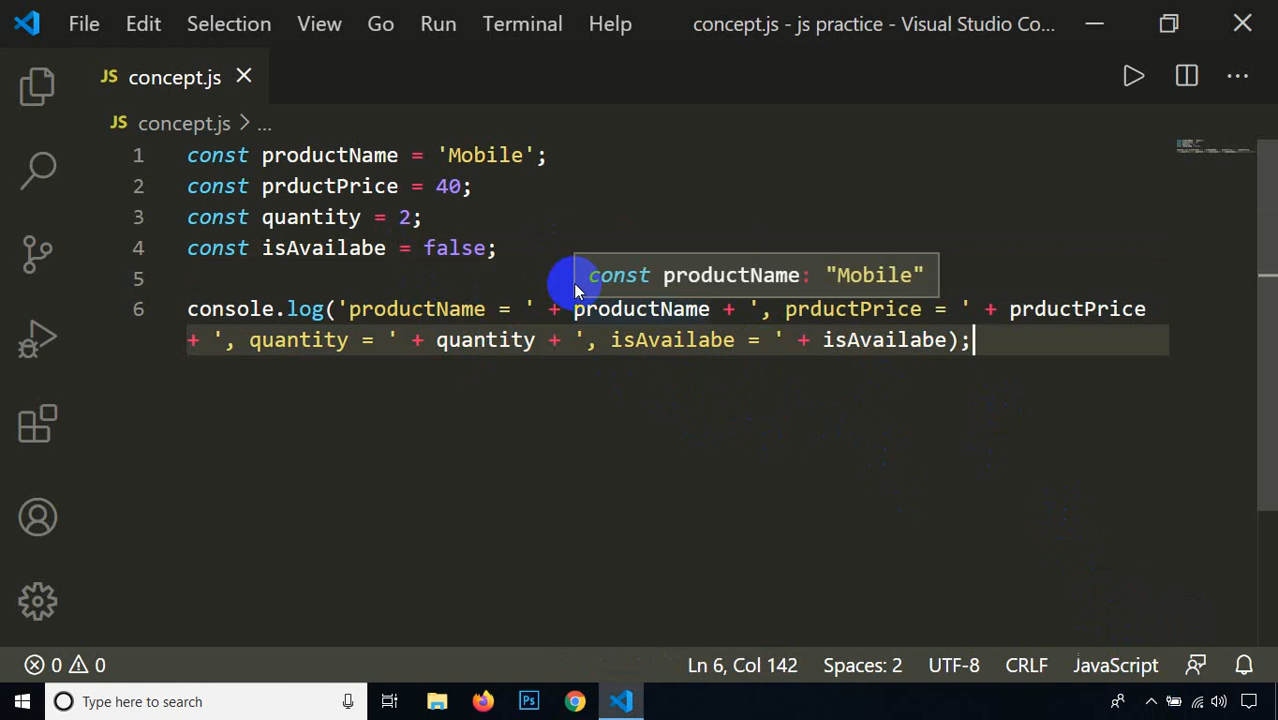 File Edit Selection View Go Run Terminal Help concept.js - js practice - Visual Studio Co...
JS concept.js
JS concept.js > ...
1 const productName = 'Mobile';
2 const prductPrice = 40;
3 const quantity = 2;
4 const isAvailabe = false;
5
const productName: "Mobile"
6 console.log('productName = ' + productName + ', prductPrice = ' + prductPrice
+ ', quantity = ' + quantity + ', isAvailabe = ' + isAvailabe);
0 0 Ln 6, Col 142 Spaces: 2 UTF-8 CRLF JavaScript
Type here to search Ps